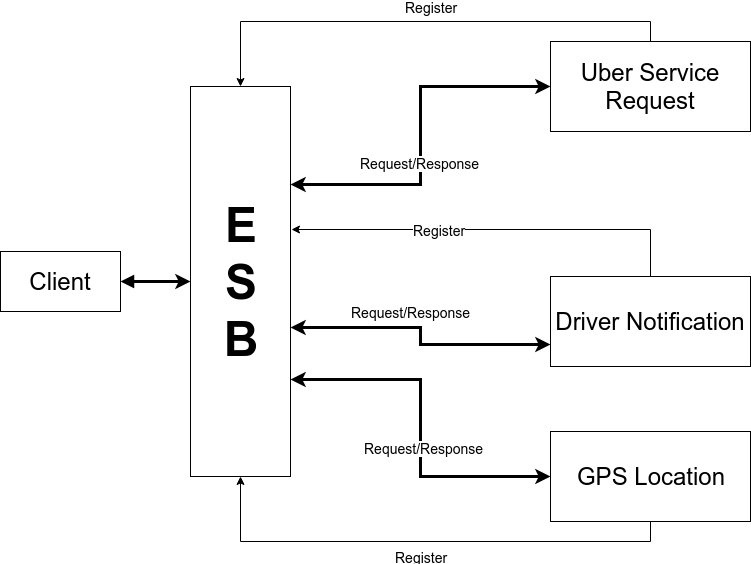 Register
Uber Service
Request
Request/Response
Register
E
S
B
Client
Request/Response
Driver Notification
Request/Response
GPS Location
Register